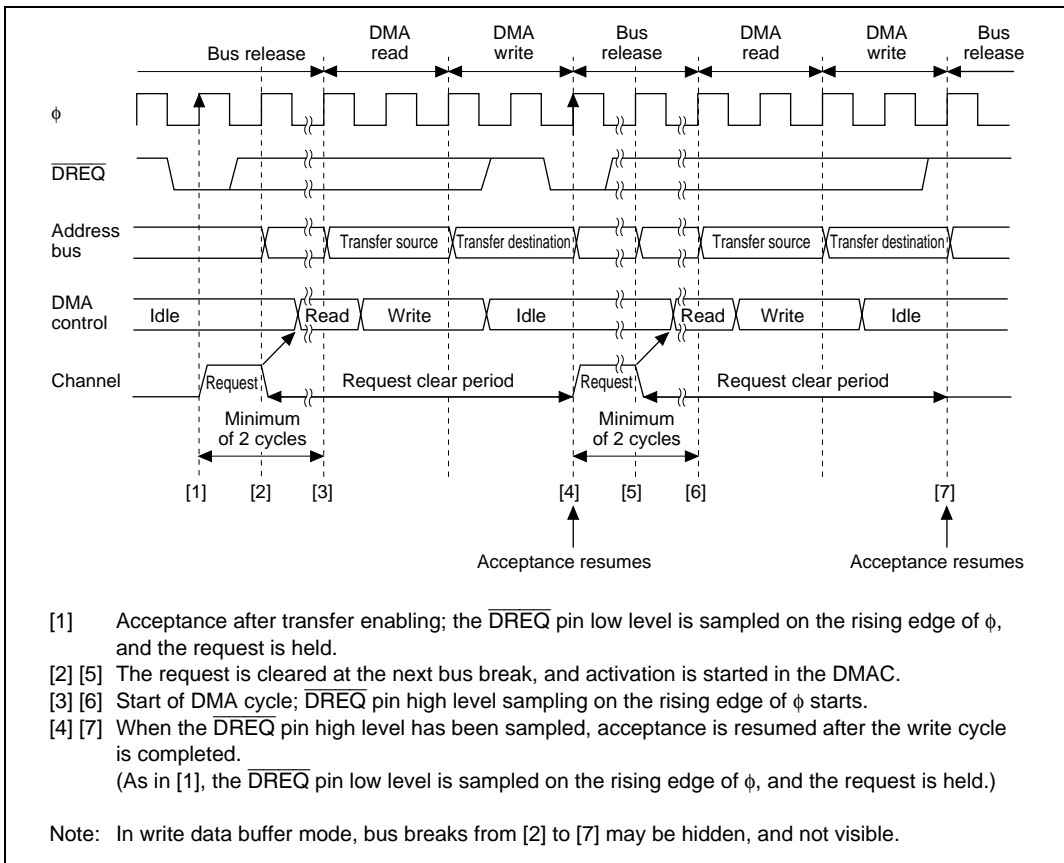 Bus release
DMA read
DMA write
Bus release
DMA read
DMA write
Bus release
φ
DREQ
Address bus
Transfer source
Transfer destination
Transfer source
Transfer destination
DMA control
Idle
Read
Write
Idle
Read
Write
Idle
Channel
Request
Request clear period
Request
Request clear period
Minimum of 2 cycles
Minimum of 2 cycles
[1] [2] [3] [4] [5] [6] [7]
Acceptance resumes
Acceptance resumes
[1] Acceptance after transfer enabling; the DREQ pin low level is sampled on the rising edge of φ,
and the request is held.
[2] [5] The request is cleared at the next bus break, and activation is started in the DMAC.
[3] [6] Start of DMA cycle; DREQ pin high level sampling on the rising edge of φ starts.
[4] [7] When the DREQ pin high level has been sampled, acceptance is resumed after the write cycle
is completed.
(As in [1], the DREQ pin low level is sampled on the rising edge of φ, and the request is held.)
Note: In write data buffer mode, bus breaks from [2] to [7] may be hidden, and not visible.